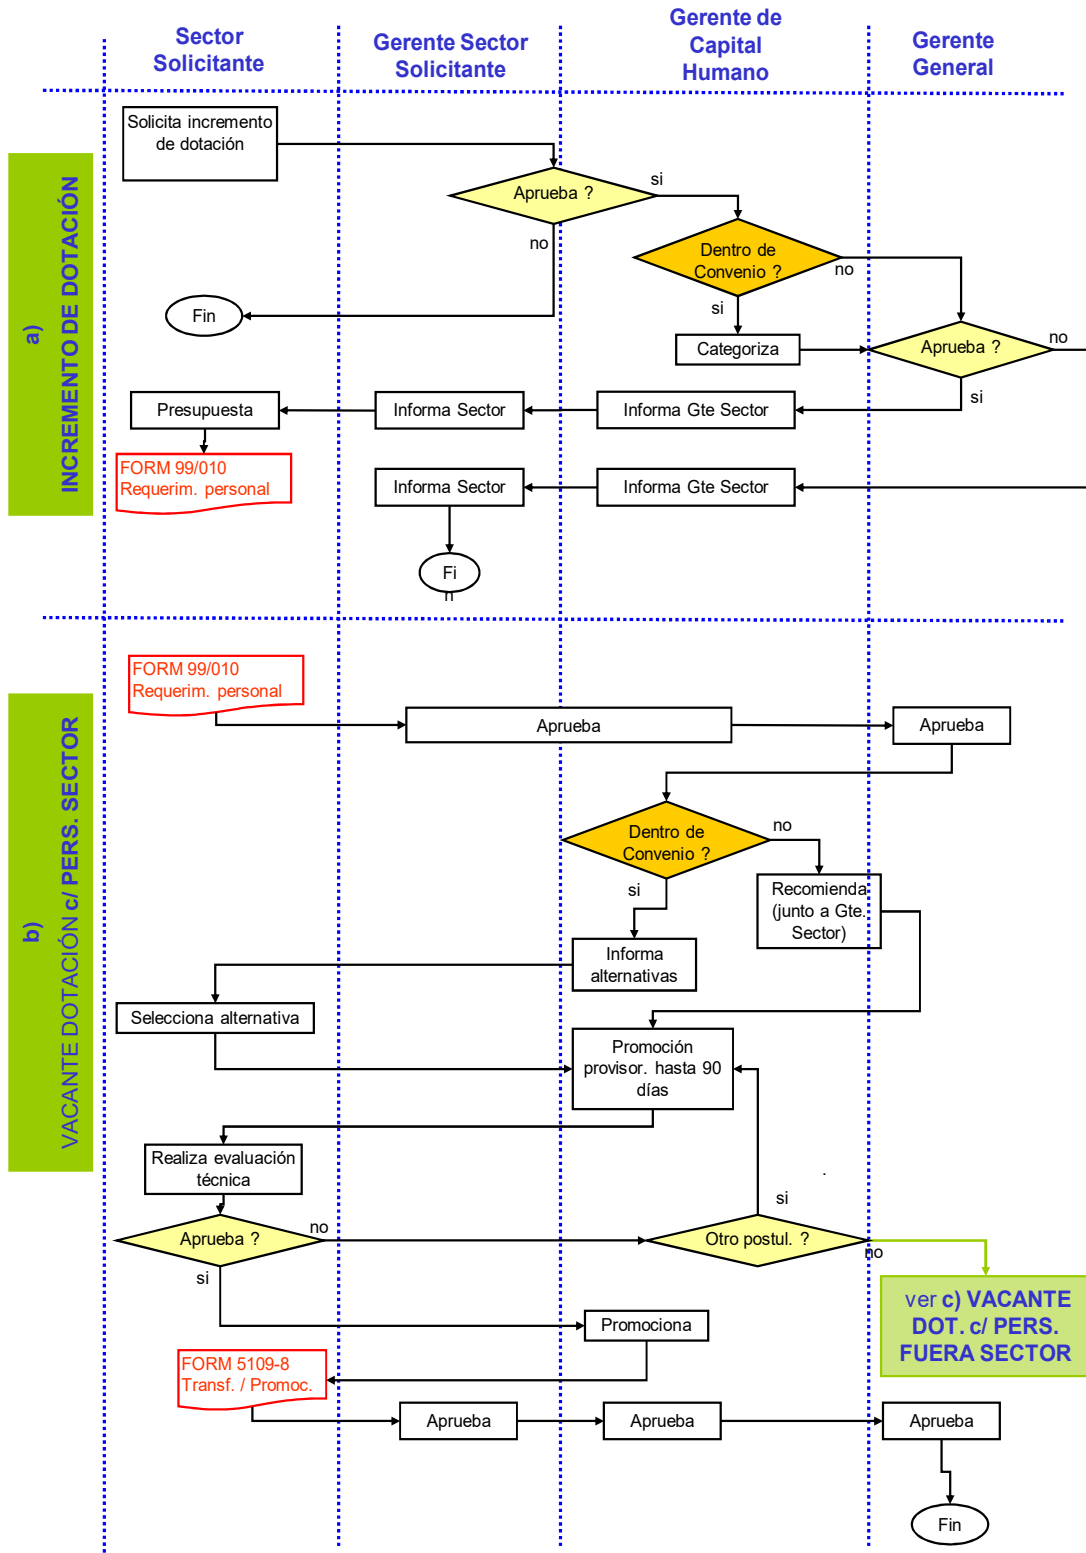 Sector
Solicitante
Gerente Sector
Solicitante
Gerente de
Capital
Humano
Gerente
General
a)
INCREMENTO DE DOTACIÓN
Solicita incremento
de dotación
Aprueba ?
si
no
Dentro de
Convenio ?
no
si
Fin
Categoriza
Aprueba ?
no
si
Presupuesta
Informa Sector
Informa Gte Sector
FORM 99/010
Requerim. personal
Informa Sector
Informa Gte Sector
Fi
n
b)
VACANTE DOTACIÓN c/ PERS. SECTOR
FORM 99/010
Requerim. personal
Aprueba
Aprueba
Dentro de
Convenio ?
no
si
Recomienda
(junto a Gte.
Sector)
Informa
alternativas
Selecciona alternativa
Promoción
provisor. hasta 90
días
Realiza evaluación
técnica
.
si
Aprueba ?
no
Otro postul. ?
no
si
ver c) VACANTE
DOT. c/ PERS.
FUERA SECTOR
Promociona
FORM 5109-8
Transf. / Promoc.
Aprueba
Aprueba
Aprueba
Fin